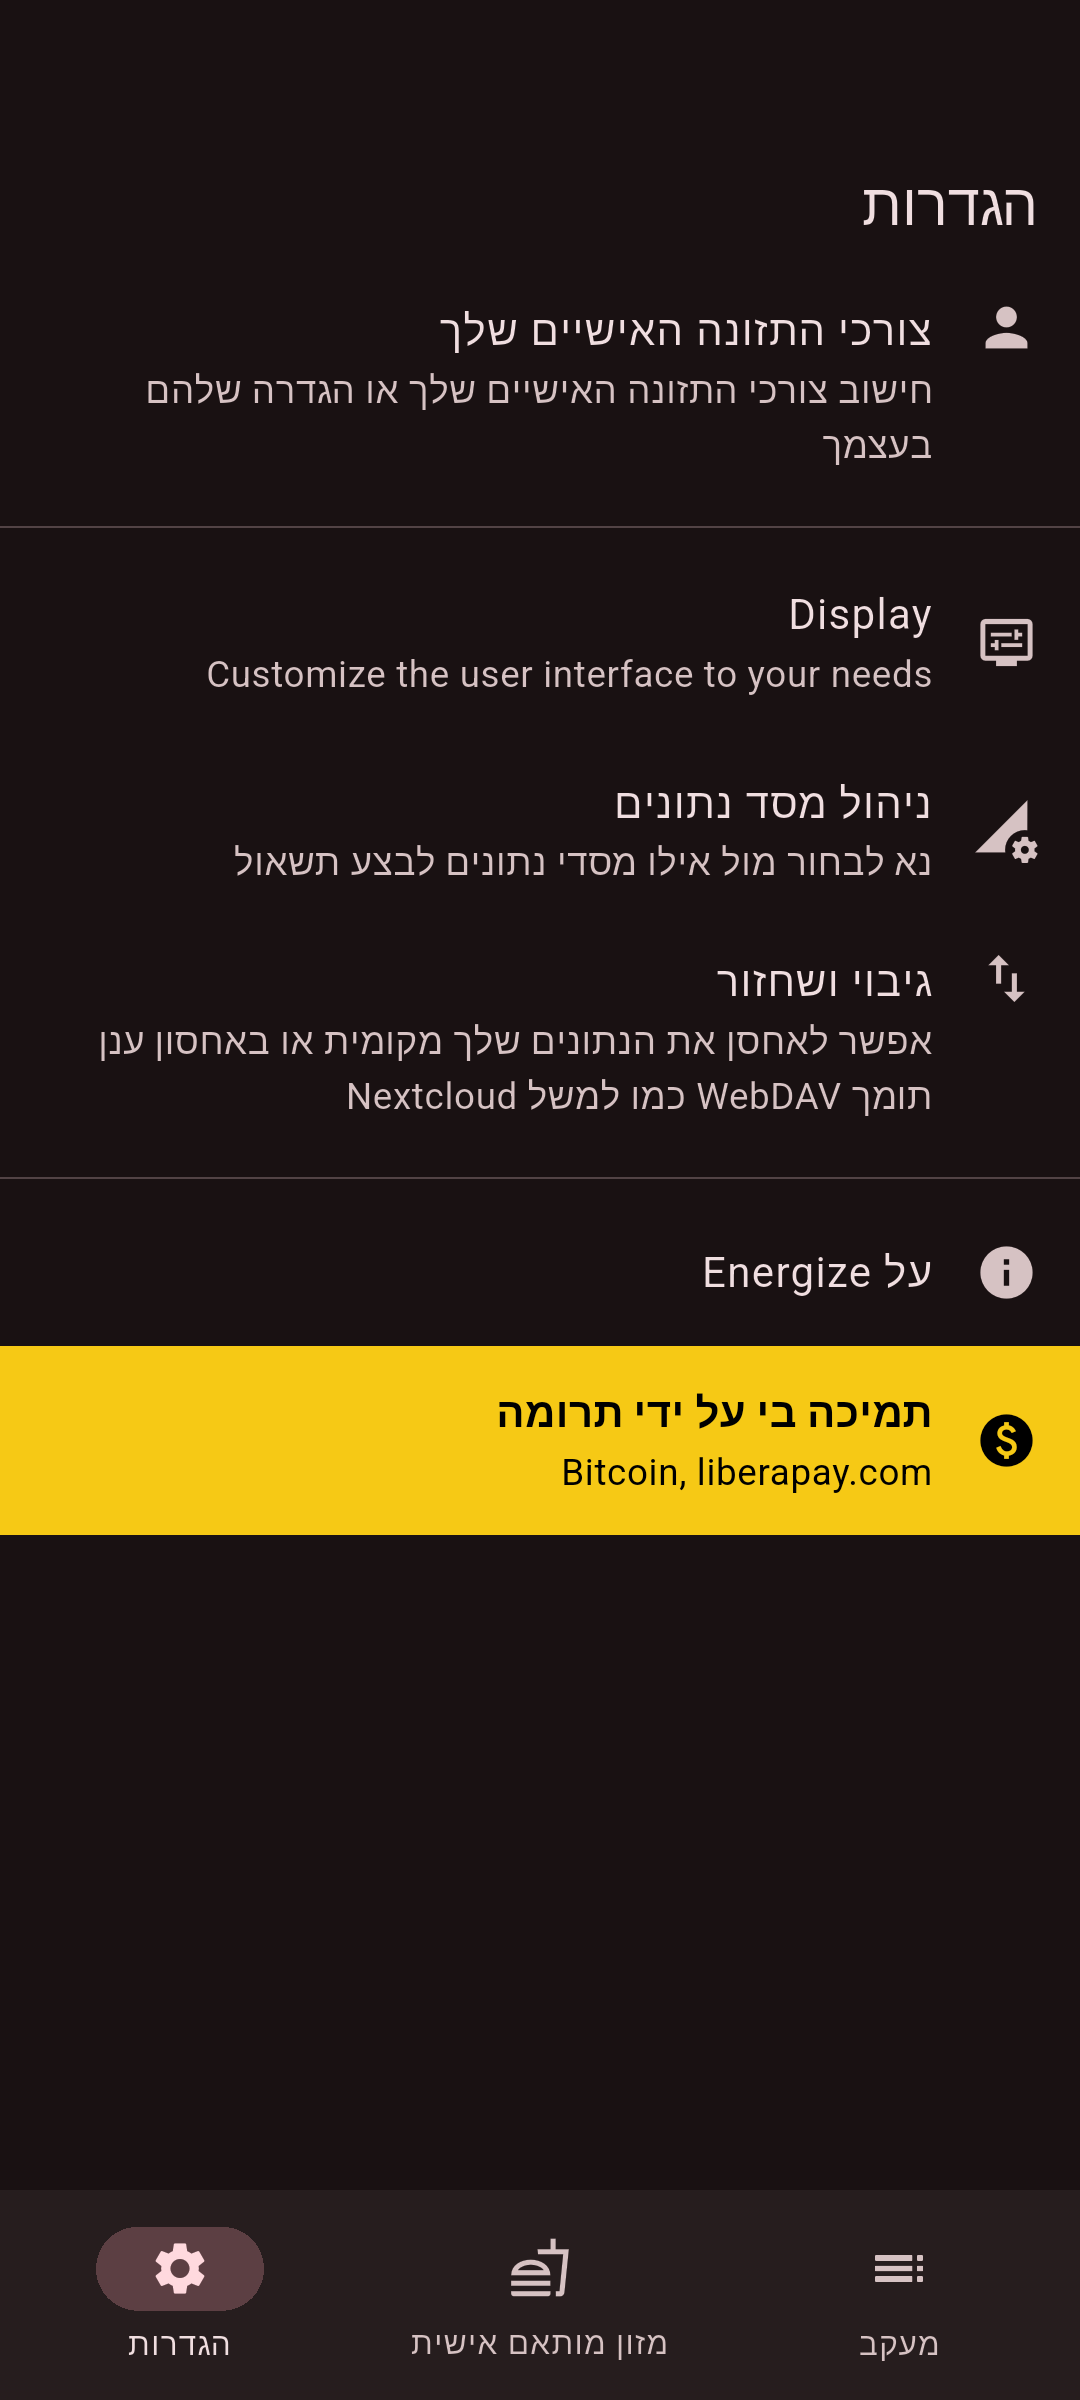 הגדרות
צורכי התזונה האישיים שלך
חישוב צורכי התזונה האישיים שלך או הגדרה שלהם
בעצמך
Display
Customize the user interface to your needs
ניהול מסד נתונים
נא לבחור מול אילו מסדי נתונים לבצע תשאול
גיבוי ושחזור
אפשר לאחסן את הנתונים שלך מקומית או באחסון ענן
תומך WebDAV כמו למשל Nextcloud
על Energize
תמיכה בי על ידי תרומה
Bitcoin, liberapay.com
מעקב
מזון מותאם אישית
הגדרות